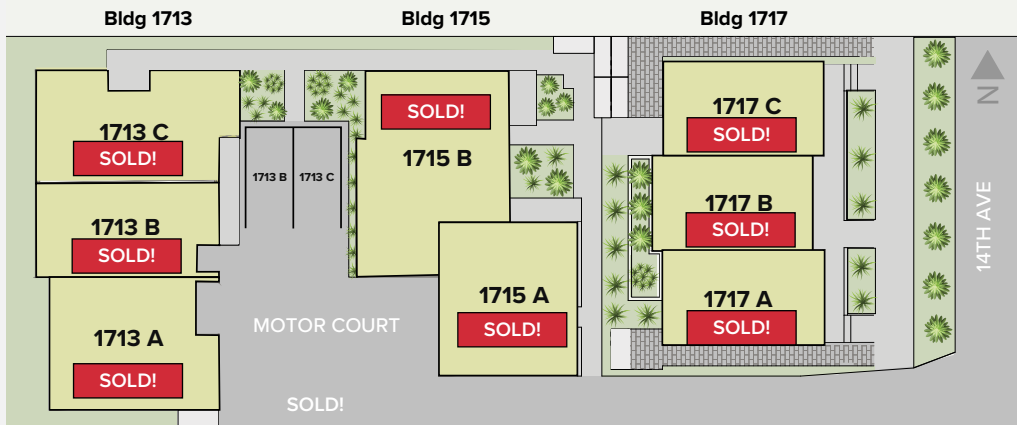 Bldg 1713
Bldg 1715
Bldg 1717
1713 C
SOLD!
1713 B
SOLD!
1713 A
SOLD!
1713 B
1713 C
MOTOR COURT
SOLD!
SOLD!
1715 B
1715 A
SOLD!
1717 C
SOLD!
1717 B
SOLD!
1717 A
SOLD!
N
14TH AVE